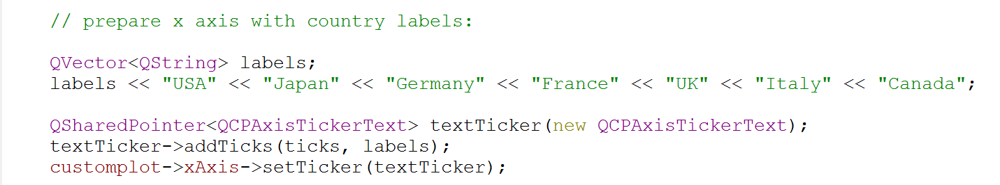 // prepare x axis with country labels:
QVector<QString> labels;
labels << "USA" << "Japan" << "Germany" << "France" << "UK" << "Italy" << "Canada";
QSharedPointer<QCPAxisTickerText> textTicker(new QCPAxisTickerText);
textTicker->addTicks(ticks, labels);
customplot->xAxis->setTicker(textTicker);